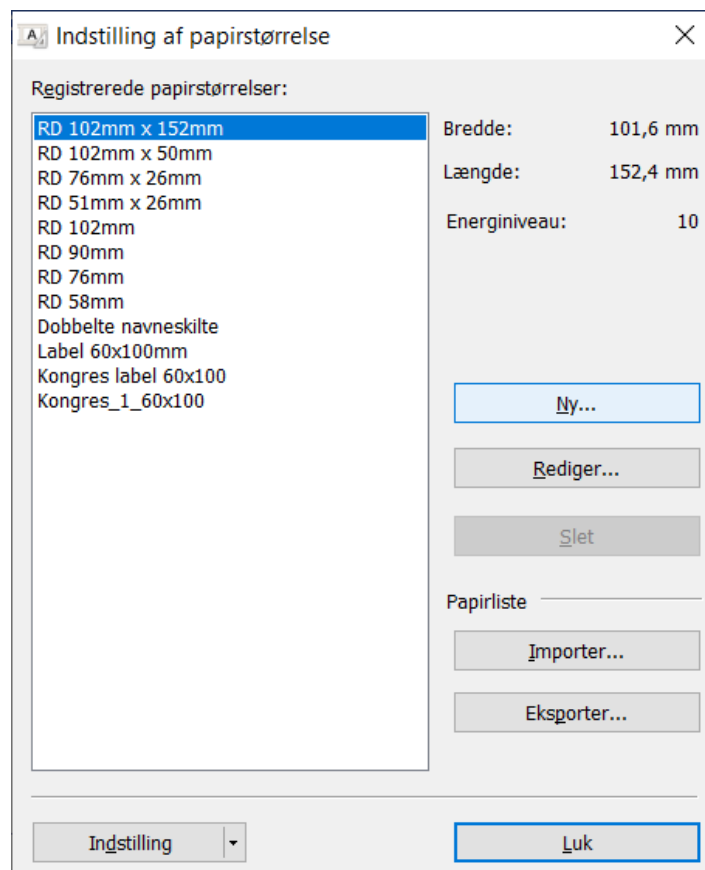 Indstilling af papirstørrelse
Registrerede papirstørrelser:
RD 102mm x 152mm
RD 102mm x 50mm
RD 76mm x 26mm
RD 51mm x 26mm
RD 102mm
RD 90mm
RD 76mm
RD 58mm
Dobbelte navneskilte
Label 60x100mm
Kongres label 60x100
Kongres_1_60x100
Bredde: 101,6 mm
Længde: 152,4 mm
Energiniveau: 10
Ny...
Rediger...
Slet
Papirliste
Importer...
Eksporter...
Indstilling
Luk